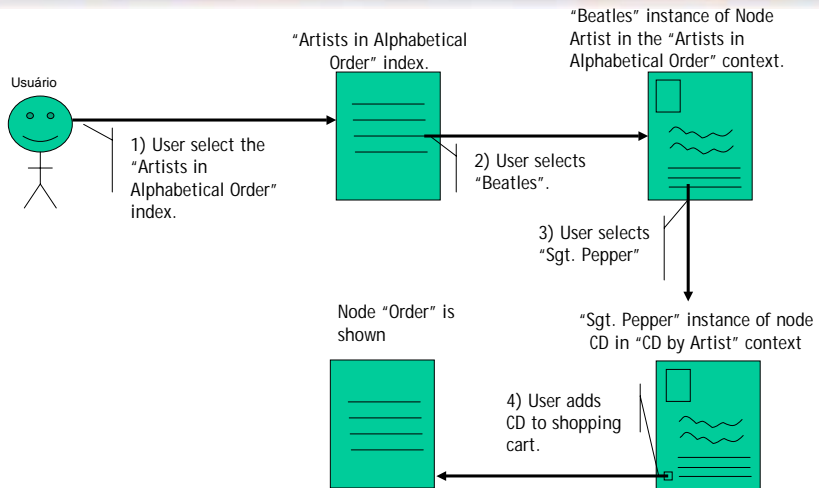 Usuário
1) User select the
“Artists in
Alphabetical Order”
index.
“Artists in Alphabetical
Order” index.
2) User selects
“Beatles”.
“Beatles” instance of Node
Artist in the “Artists in
Alphabetical Order” context.
3) User selects
“Sgt. Pepper”
“Sgt. Pepper” instance of node
CD in “CD by Artist” context
4) User adds
CD to shopping
cart.
Node “Order” is
shown